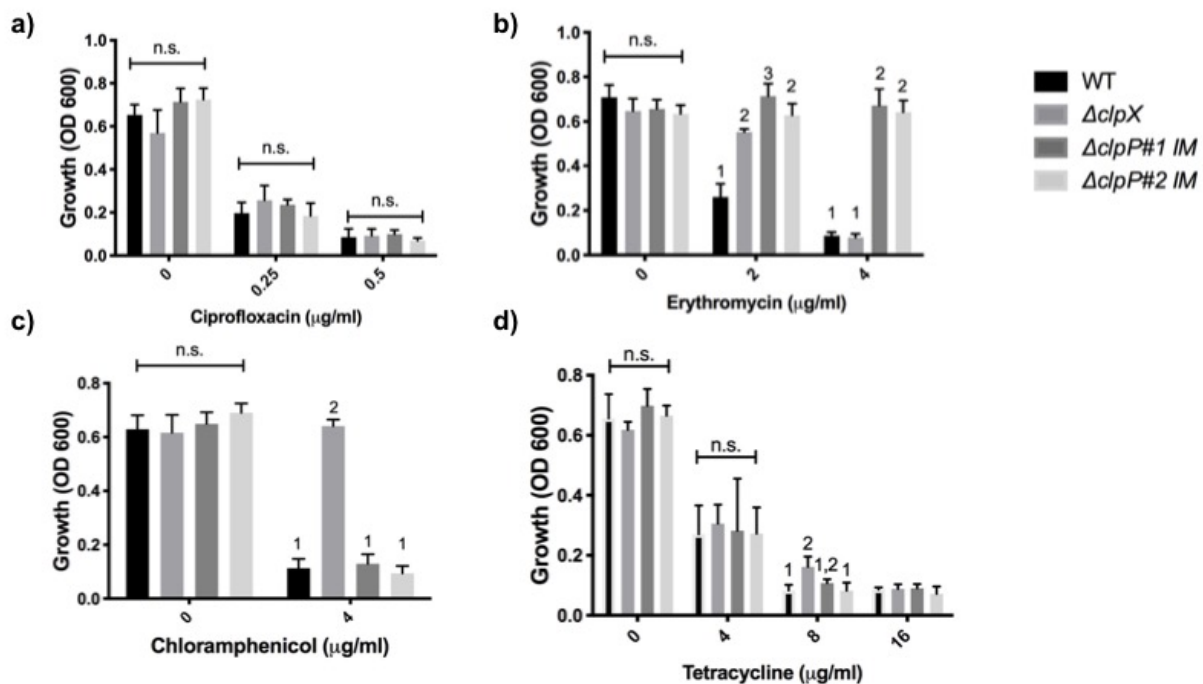 a)
1.0
0.8
0.6
0.4
0.2
0.0
Growth (OD 600)
n.s.
n.s.
n.s.
0
0.25
0.5
Ciprofloxacin (μg/ml)
b)
1.0
0.8
0.6
0.4
0.2
0.0
Growth (OD 600)
n.s.
1
2
3
2
1
1
2
2
0
2
4
Erythromycin (μg/ml)
WT
ΔclpX
ΔclpP#1 IM
ΔclpP#2 IM
c)
0.8
0.6
0.4
0.2
0.0
Growth (OD 600)
n.s.
1
2
1
1
0
4
Chloramphenicol (μg/ml)
d)
0.8
0.6
0.4
0.2
0.0
Growth (OD 600)
n.s.
n.s.
1
2
1,2
1
0
4
8
16
Tetracycline (μg/ml)